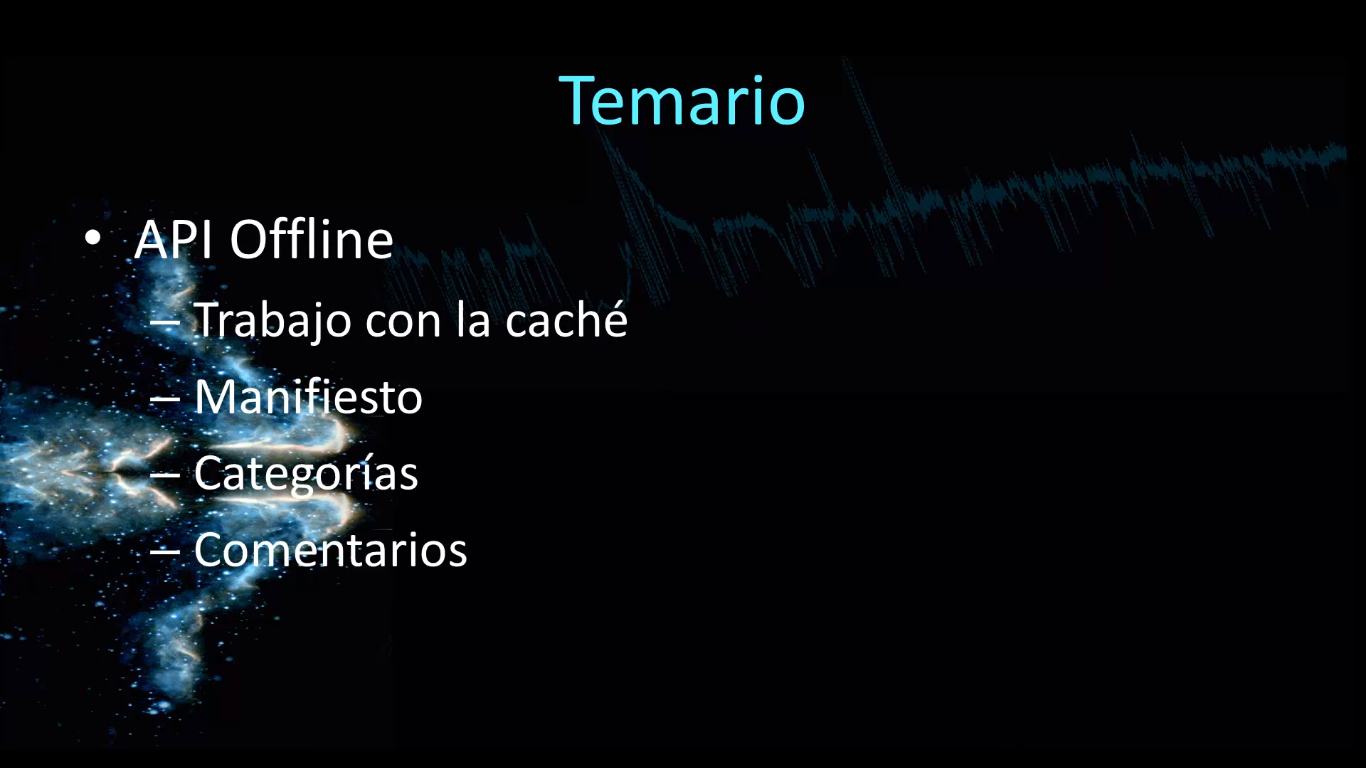 Temario
• API Offline
– Trabajo con la caché
– Manifiesto
– Categorías
– Comentarios